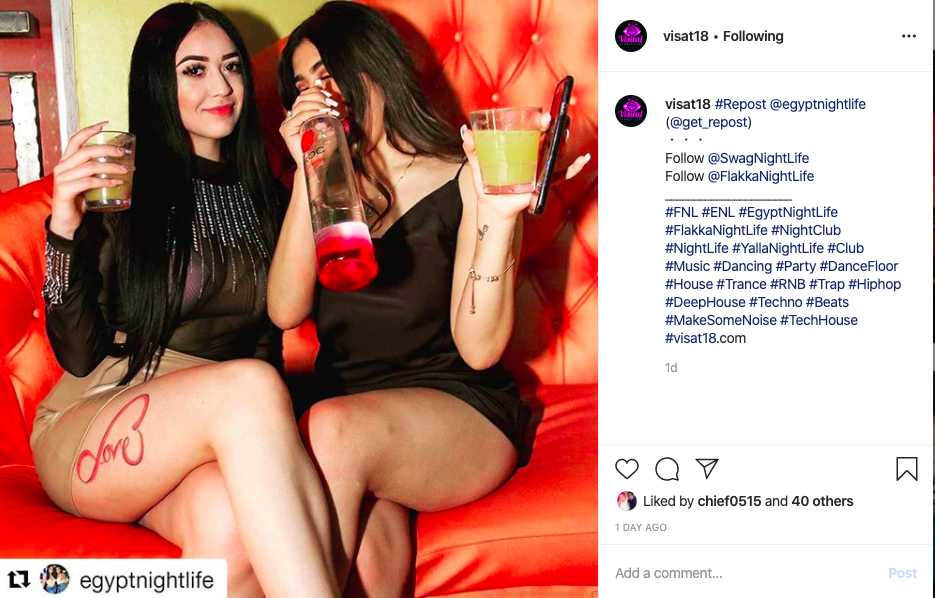 visat18 • Following
visat18 #Repost @egyptnightlife
(@get_repost)
・・・
Follow @SwagNightLife
Follow @FlakkaNightLife
______________________
#FNL #ENL #EgyptNightLife
#FlakkaNightLife #NightClub
#NightLife #YallaNightLife #Club
#Music #Dancing #Party #DanceFloor
#House #Trance #RNB #Trap #Hiphop
#DeepHouse #Techno #Beats
#MakeSomeNoise #TechHouse
#visat18.com
1d
Liked by chief0515 and 40 others
1 DAY AGO
Add a comment...
Post
Love
egyptnightlife